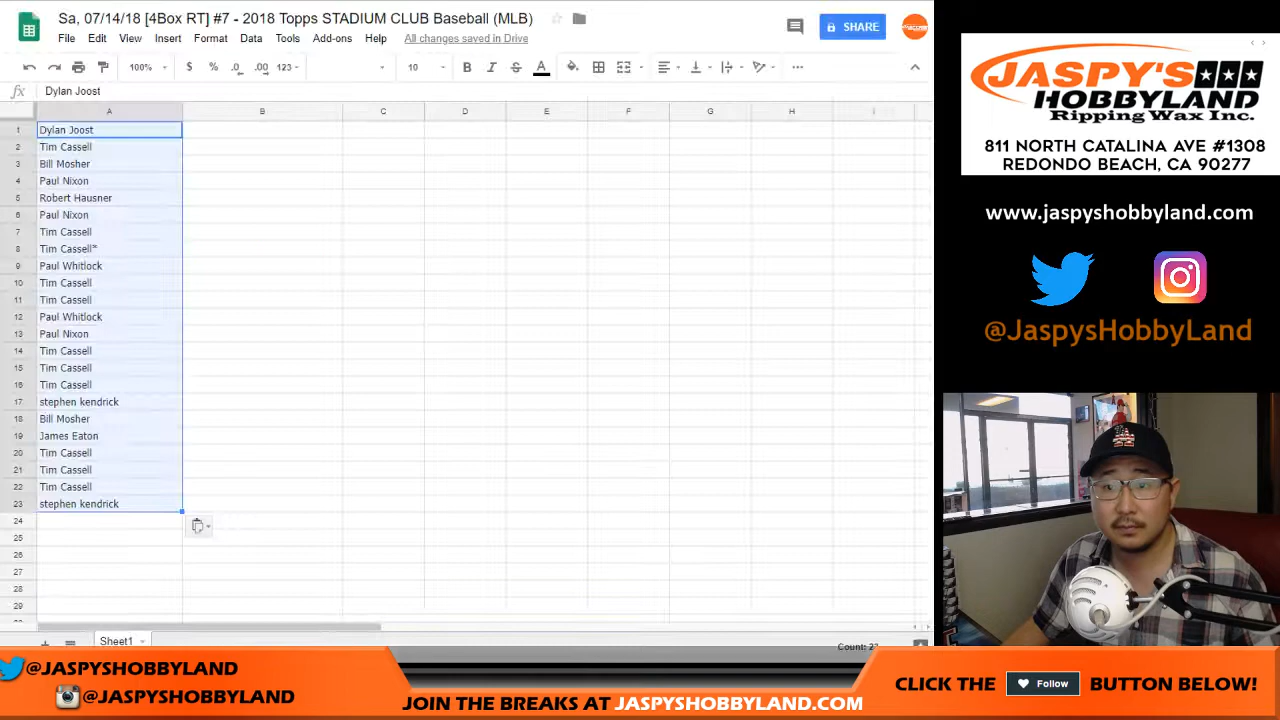 Sa, 07/14/18 [4Box RT] #7 - 2018 Topps STADIUM CLUB Baseball (MLB)
File Edit View Insert Format Data Tools Add-ons Help All changes saved in Drive
SHARE
100% $ % .0 .00 123 10 B I S A
fx Dylan Joost
A B C D E F G H I
1 Dylan Joost
2 Tim Cassell
3 Bill Mosher
4 Paul Nixon
5 Robert Hausner
6 Paul Nixon
7 Tim Cassell
8 Tim Cassell*
9 Paul Whitlock
10 Tim Cassell
11 Tim Cassell
12 Paul Whitlock
13 Paul Nixon
14 Tim Cassell
15 Tim Cassell
16 Tim Cassell
17 stephen kendrick
18 Bill Mosher
19 James Eaton
20 Tim Cassell
21 Tim Cassell
22 Tim Cassell
23 stephen kendrick
24
25
26
27
28
29
Sheet1
Count:
JASPY'S
HOBBYLAND
Ripping Wax Inc.
811 NORTH CATALINA AVE #1308
REDONDO BEACH, CA 90277
www.jaspyshobbyland.com
@JaspysHobbyLand
@JASPYSHOBBYLAND
@JASPYSHOBBYLAND
JOIN THE BREAKS AT JASPYSHOBBYLAND.COM
CLICK THE Follow BUTTON BELOW!